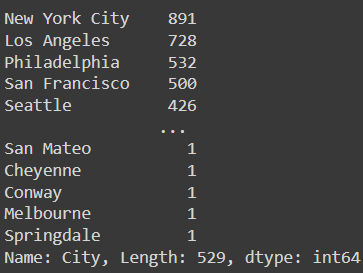 New York City    891
Los Angeles      728
Philadelphia     532
San Francisco    500
Seattle          426
                ...
San Mateo          1
Cheyenne           1
Conway             1
Melbourne          1
Springdale         1
Name: City, Length: 529, dtype: int64